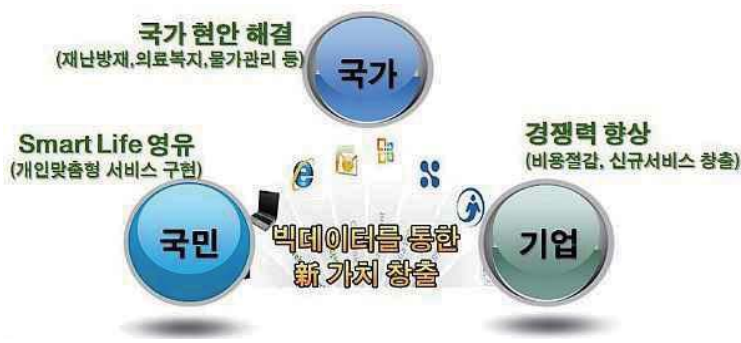 국가 현안 해결
(재난방재,의료복지,물가관리 등)
국가
Smart Life 영유
(개인맞춤형 서비스 구현)
경쟁력 향상
(비용절감, 신규서비스 창출)
국민
빅데이터를 통한
新 가치 창출
기업